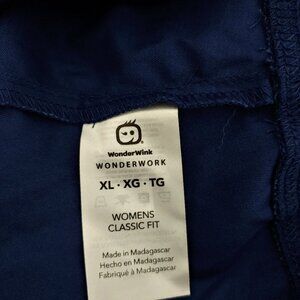 WonderWink
WONDERWORK
XL · XG · TG
WOMENS
CLASSIC FIT
Made in Madagascar
Hecho en Madagascar
Fabriqué à Madagascar